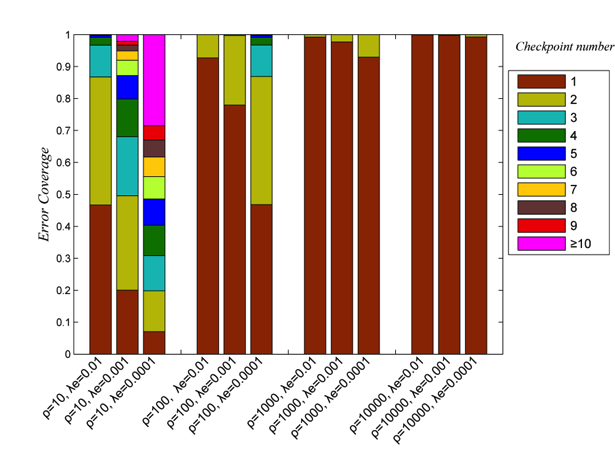 Checkpoint number
1
2
3
4
5
6
7
8
9
≥10
Error Coverage
1
0.9
0.8
0.7
0.6
0.5
0.4
0.3
0.2
0.1
0
ρ=10, λe=0.01
ρ=10, λe=0.001
ρ=10, λe=0.0001
ρ=100, λe=0.01
ρ=100, λe=0.001
ρ=100, λe=0.0001
ρ=1000, λe=0.01
ρ=1000, λe=0.001
ρ=1000, λe=0.0001
ρ=10000, λe=0.01
ρ=10000, λe=0.001
ρ=10000, λe=0.0001